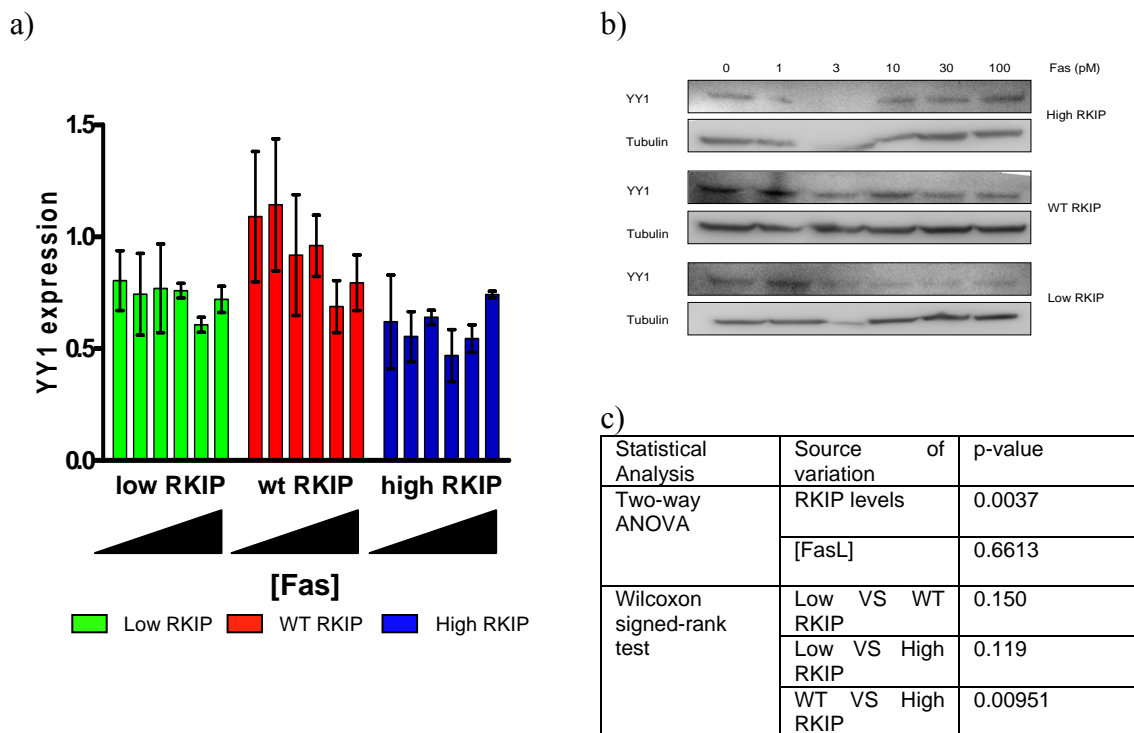 a)
1.5
1.0
0.5
0.0
YY1 expression
low RKIP wt RKIP high RKIP
[Fas]
Low RKIP WT RKIP High RKIP
b)
0 1 3 10 30 100 Fas (pM)
YY1
High RKIP
Tubulin
YY1
WT RKIP
Tubulin
YY1
Low RKIP
Tubulin
c)
Statistical Source of p-value
Analysis variation
Two-way RKIP levels 0.0037
ANOVA
[FasL] 0.6613
Wilcoxon Low VS WT 0.150
signed-rank RKIP
test Low VS High 0.119
RKIP
WT VS High 0.00951
RKIP